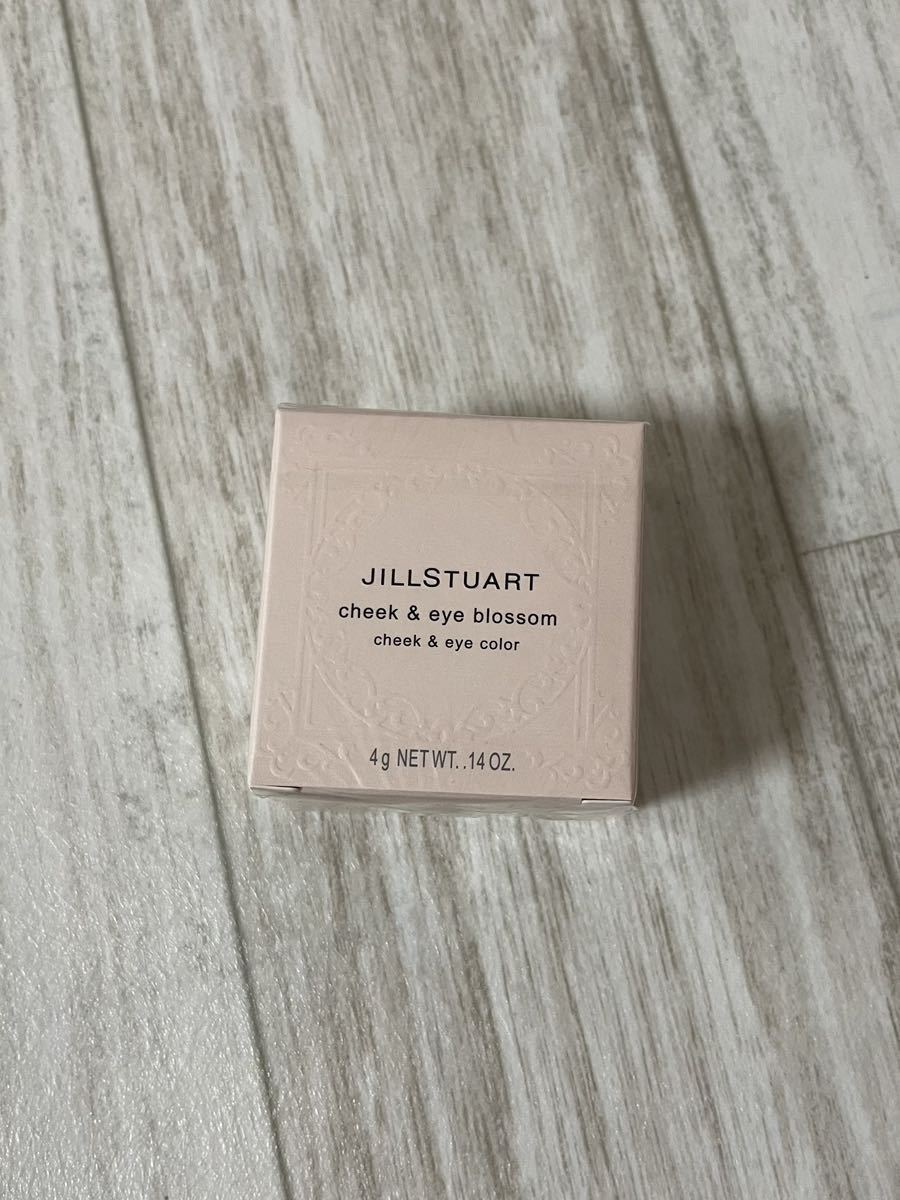 JILLSTUART
cheek & eye blossom
cheek & eye color
4g NET WT. .14 OZ.